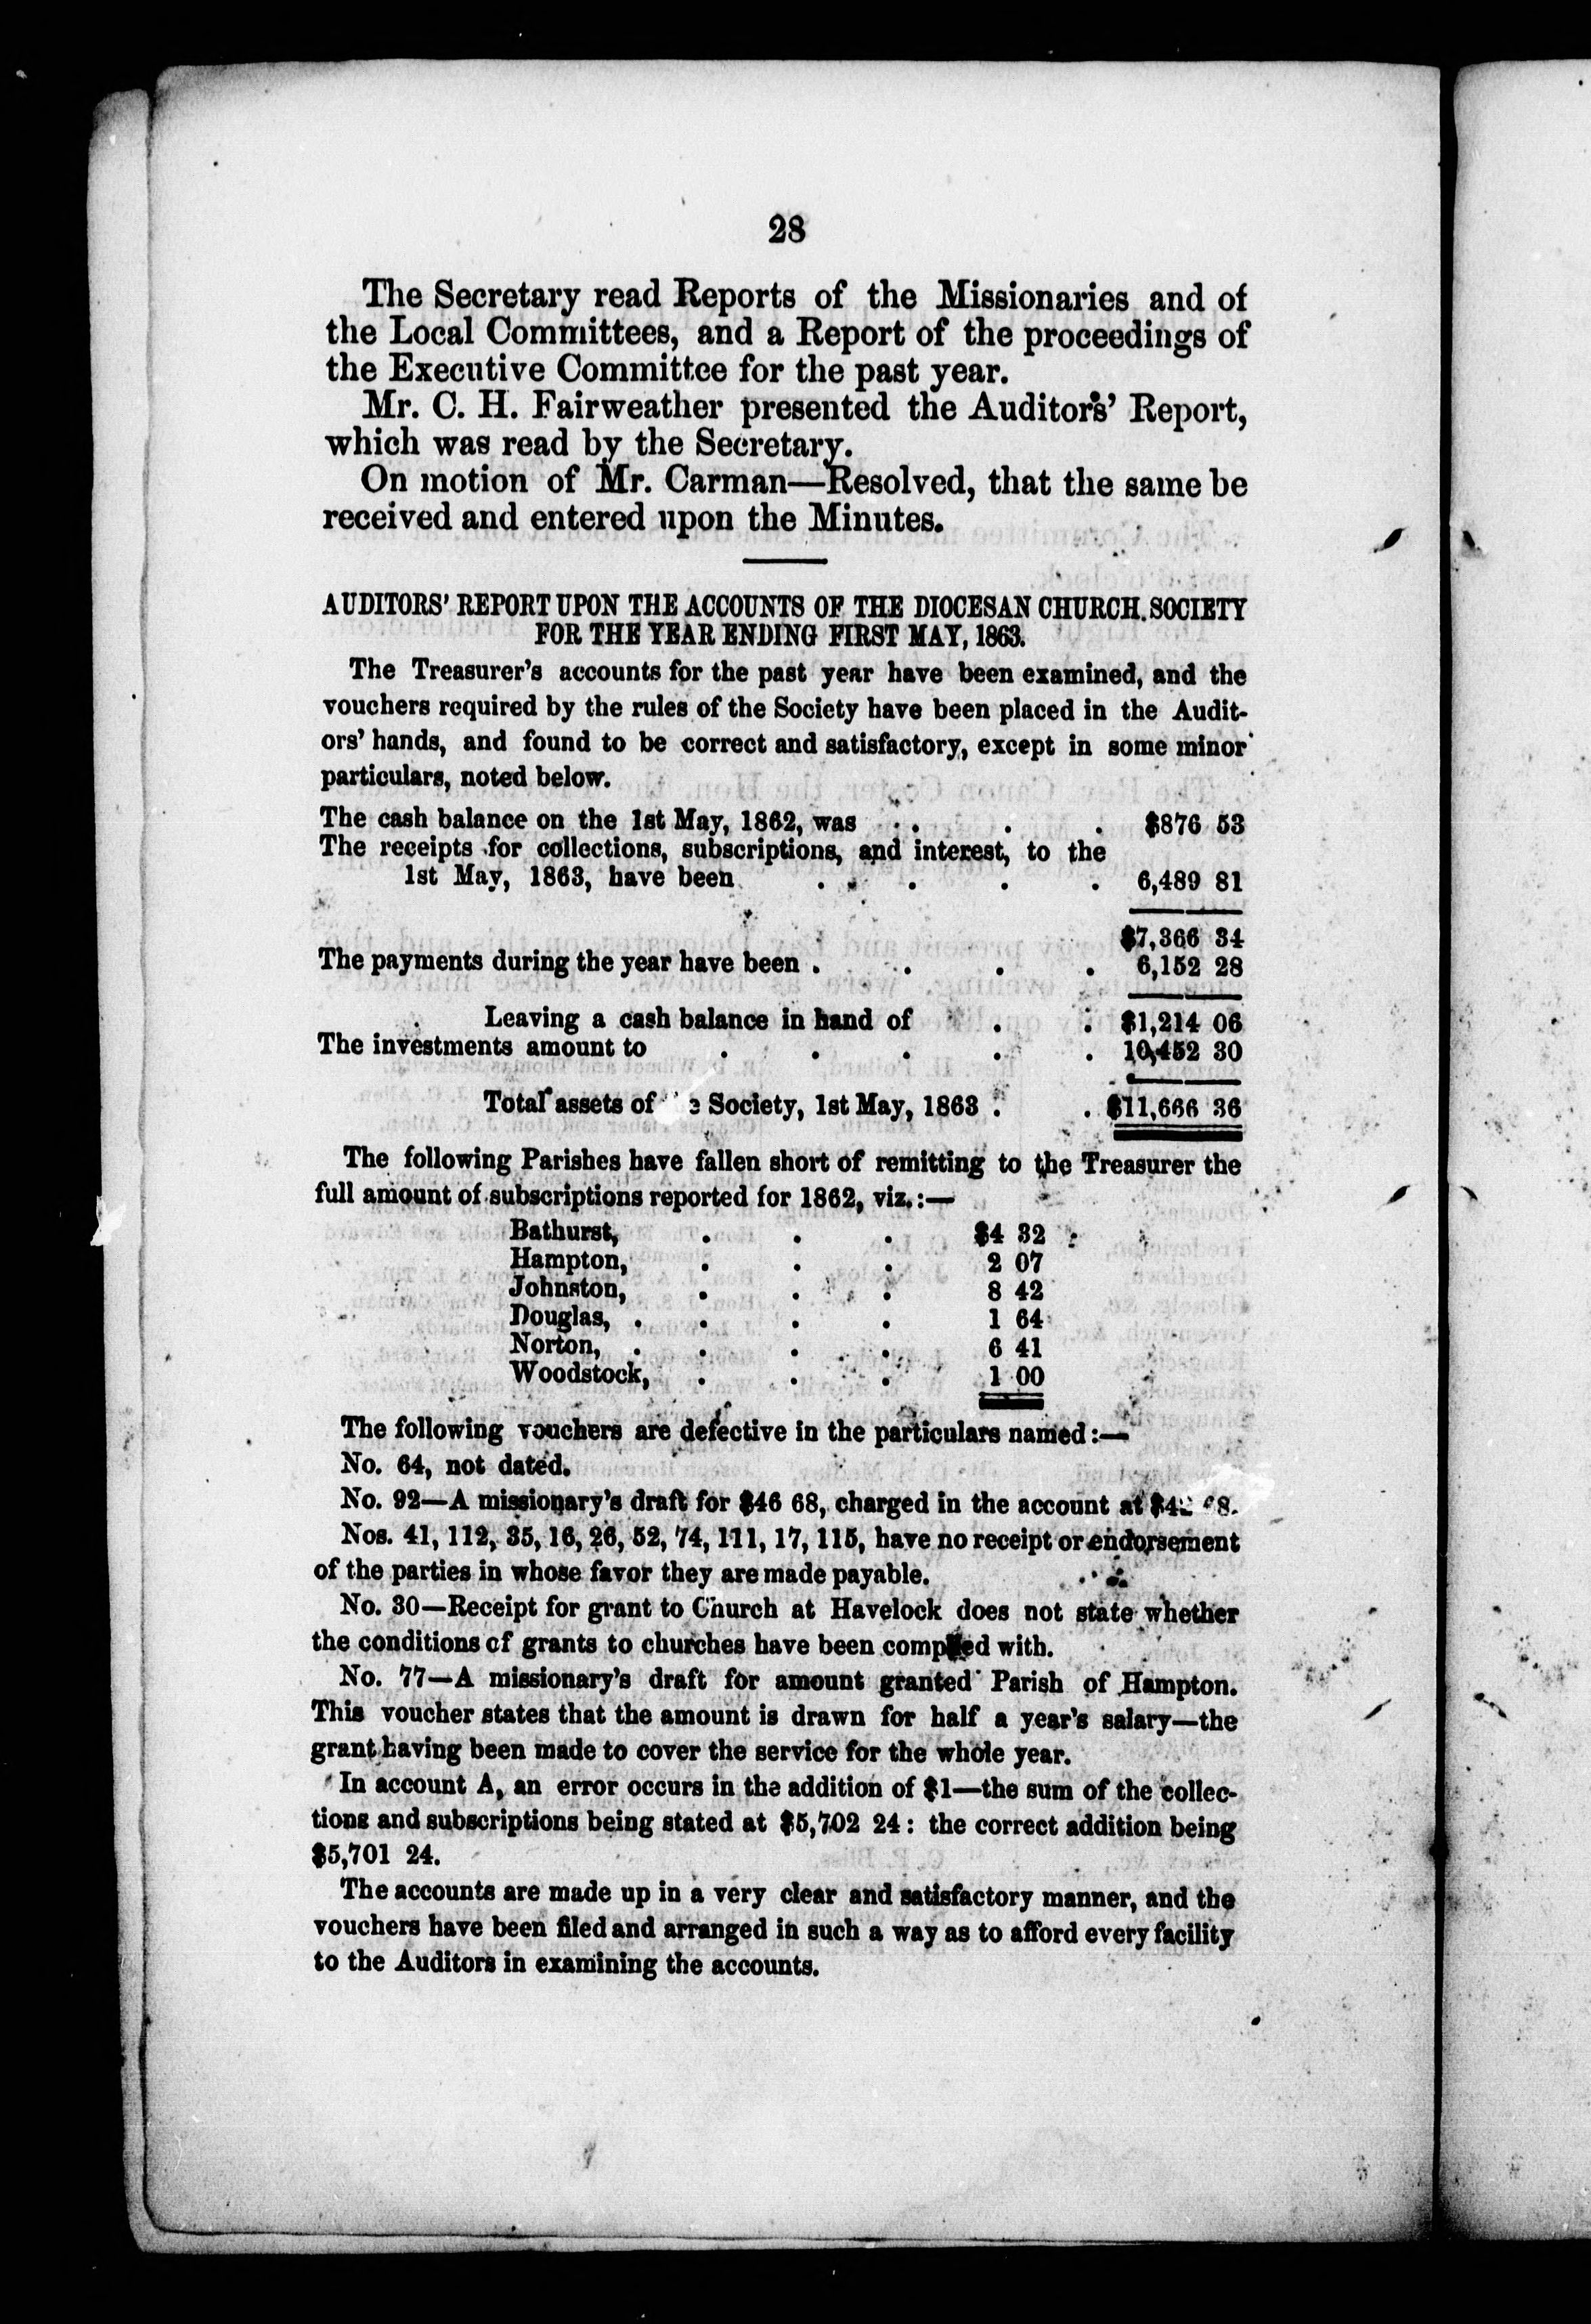 28
The Secretary read Reports of the Missionaries and of
the Local Committees, and a Report of the proceedings of
the Executive Committee for the past year.
Mr. C. H. Fairweather presented the Auditors' Report,
which was read by the Secretary.
On motion of Mr. Carman—Resolved, that the same be
received and entered upon the Minutes.
AUDITORS' REPORT UPON THE ACCOUNTS OF THE DIOCESAN CHURCH SOCIETY
FOR THE YEAR ENDING FIRST MAY, 1863.
The Treasurer's accounts for the past year have been examined, and the
vouchers required by the rules of the Society have been placed in the Audit-
ors' hands, and found to be correct and satisfactory, except in some minor
particulars, noted below.
The cash balance on the 1st May, 1862, was . . . $876 53
The receipts for collections, subscriptions, and interest, to the
1st May, 1863, have been . . . . 6,489 81
$7,366 34
The payments during the year have been . . . . 6,152 28
Leaving a cash balance in hand of . . $1,214 06
The investments amount to . . . . . 10,452 30
Total assets of Society, 1st May, 1863 . . $11,666 36
The following Parishes have fallen short of remitting to the Treasurer the
full amount of subscriptions reported for 1862, viz.:—
Bathurst, . . . $4 32
Hampton, . . . 2 07
Johnston, . . . 8 42
Douglas, . . . . 1 64
Norton, . . . . 6 41
Woodstock, . . . 1 00
The following vouchers are defective in the particulars named:—
No. 64, not dated.
No. 92—A missionary's draft for $46 68, charged in the account at
Nos. 41, 112, 35, 16, 26, 52, 74, 111, 17, 115, have no receipt or endorsement
of the parties in whose favor they are made payable.
No. 30—Receipt for grant to Church at Havelock does not state whether
the conditions of grants to churches have been complied with.
No. 77—A missionary's draft for amount granted Parish of Hampton.
This voucher states that the amount is drawn for half a year's salary—the
grant having been made to cover the service for the whole year.
In account A, an error occurs in the addition of $1—the sum of the collec-
tions and subscriptions being stated at $5,702 24: the correct addition being
$5,701 24.
The accounts are made up in a very clear and satisfactory manner, and the
vouchers have been filed and arranged in such a way as to afford every facility
to the Auditors in examining the accounts.